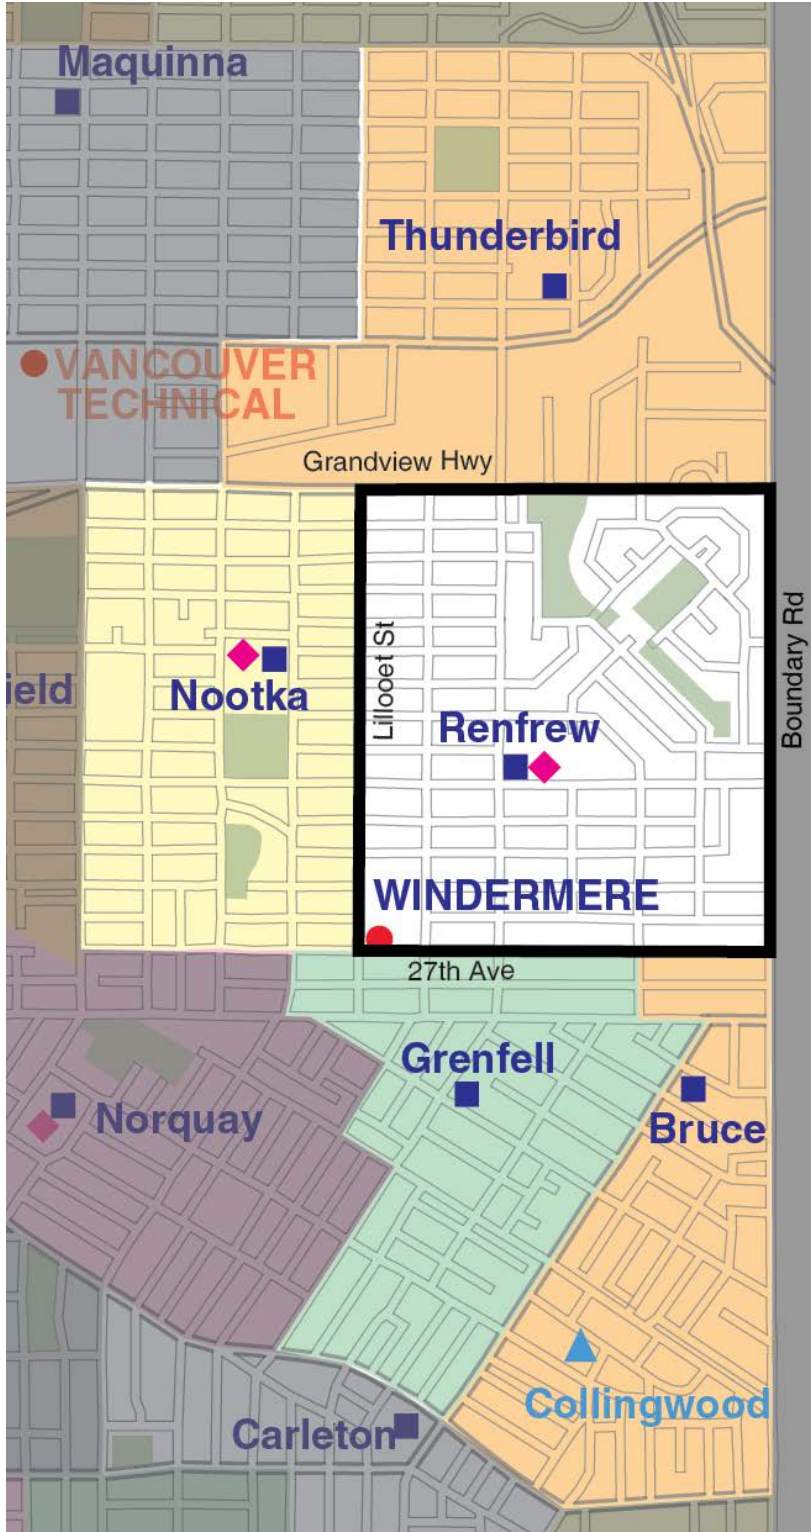 Maquinna
Thunderbird
VANCOUVER
TECHNICAL
Grandview Hwy
Lillooet St
Boundary Rd
ield
Nootka
Renfrew
WINDERMERE
27th Ave
Grenfell
Norquay
Bruce
Collingwood
Carleton